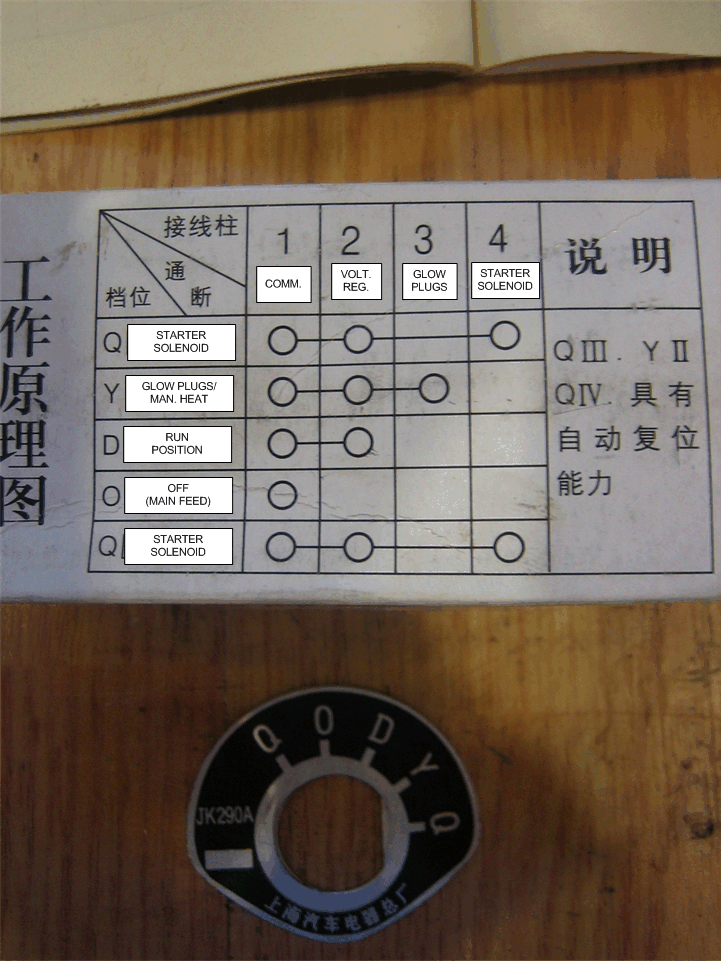 工作原理图
接线柱
通
断
档位
1
COMM.
2
VOLT.
REG.
3
GLOW
PLUGS
4
STARTER
SOLENOID
说 明
Q
STARTER
SOLENOID
Y
GLOW PLUGS/
MAN. HEAT
D
RUN
POSITION
O
OFF
(MAIN FEED)
Q
STARTER
SOLENOID
QⅢ. YⅡ
QⅣ. 具有
自动复位
能力
Q O D Y Q
JK290A
上海汽车电器总厂